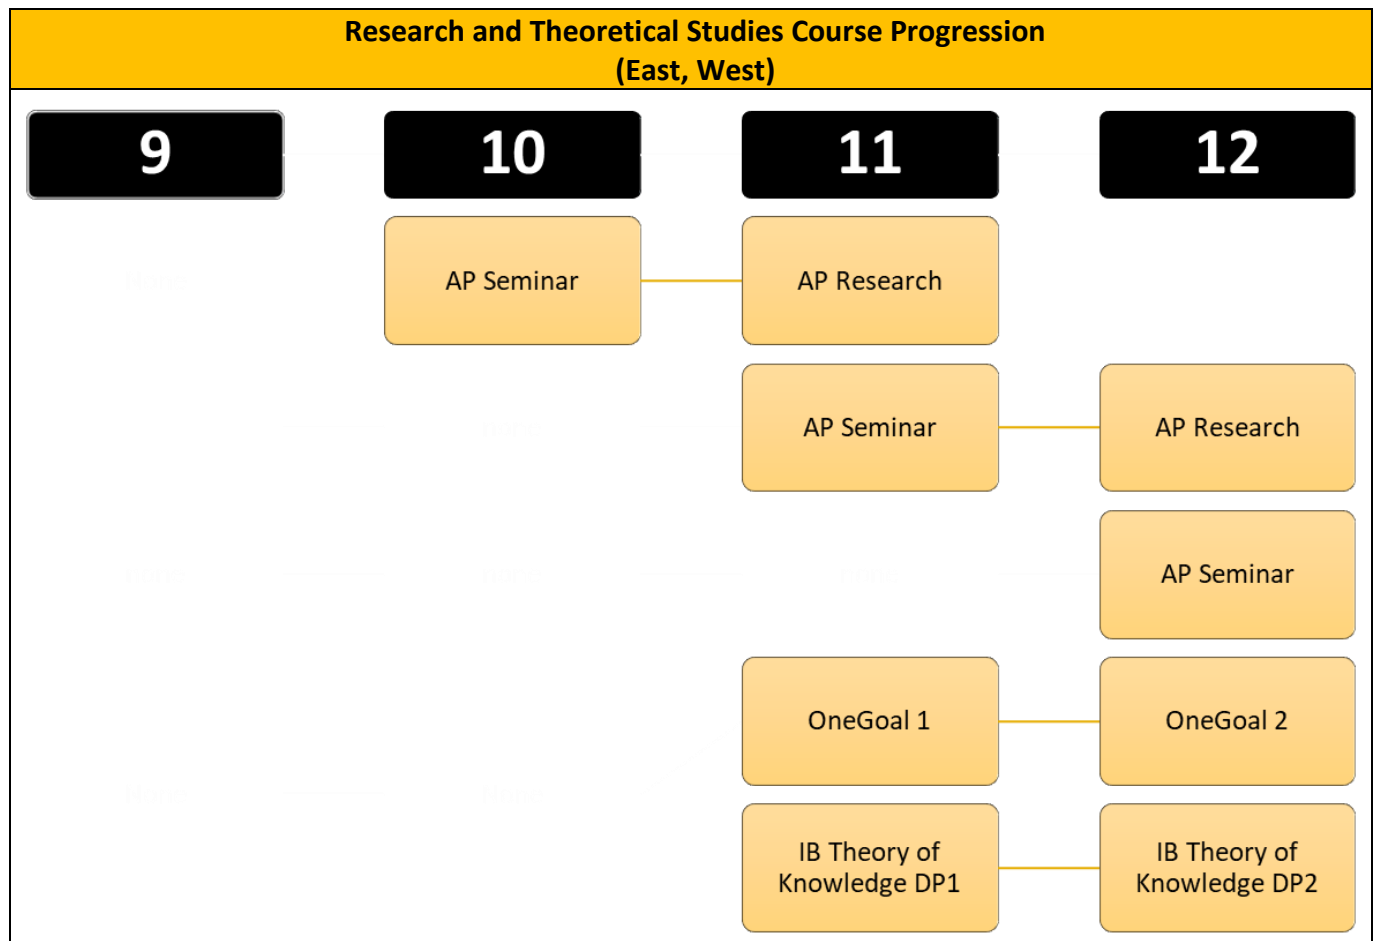 Research and Theoretical Studies Course Progression
(East, West)
9
10
11
12
AP Seminar
AP Research
AP Seminar
AP Research
AP Seminar
OneGoal 1
OneGoal 2
IB Theory of
Knowledge DP1
IB Theory of
Knowledge DP2